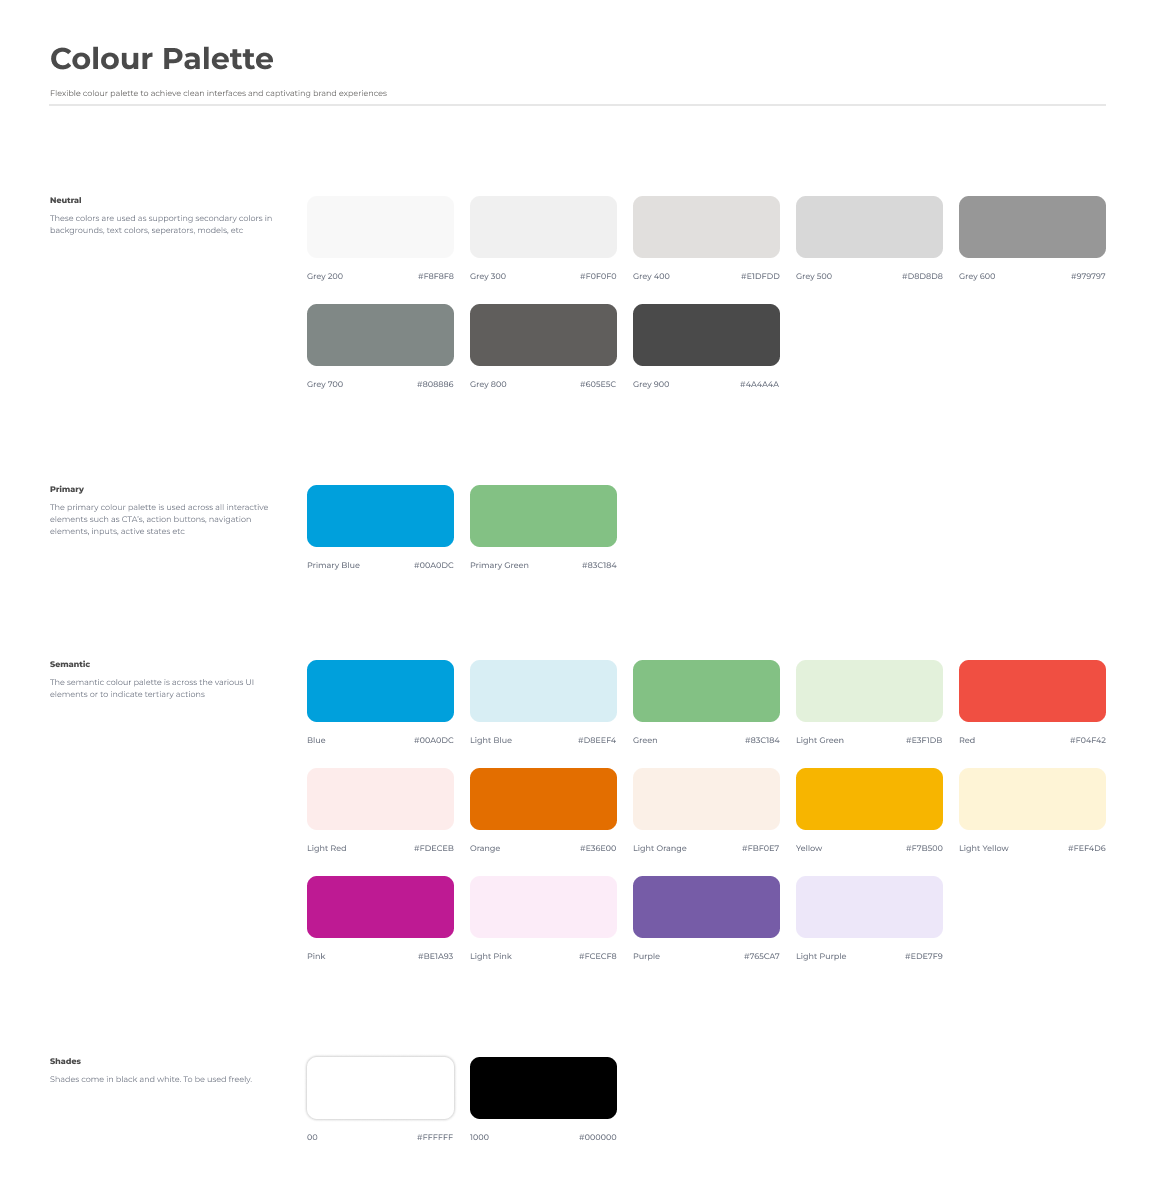 Colour Palette
Flexible colour palette to achieve clean interfaces and captivating brand experiences
Neutral
These colors are used as supporting secondary colors in
backgrounds, text colors, seperators, models, etc
Grey 200 #F8F8F8 Grey 300 #F0F0F0 Grey 400 #E1DFDD Grey 500 #D8D8D8 Grey 600 #979797
Grey 700 #808886 Grey 800 #605E5C Grey 900 #4A4A4A
Primary
The primary colour palette is used across all interactive
elements such as CTA's, action buttons, navigation
elements, inputs, active states etc
Primary Blue #00A0DC Primary Green #83C184
Semantic
The semantic colour palette is across the various UI
elements or to indicate tertiary actions
Blue #00A0DC Light Blue #D8EEF4 Green #83C184 Light Green #E3F1DB Red #F04F42
Light Red #FDECEB Orange #E36E00 Light Orange #FBF0E7 Yellow #F7B500 Light Yellow #FEF4D6
Pink #BE1A93 Light Pink #FCECF8 Purple #765CA7 Light Purple #EDE7F9
Shades
Shades come in black and white. To be used freely.
00 #FFFFFF 1000 #000000